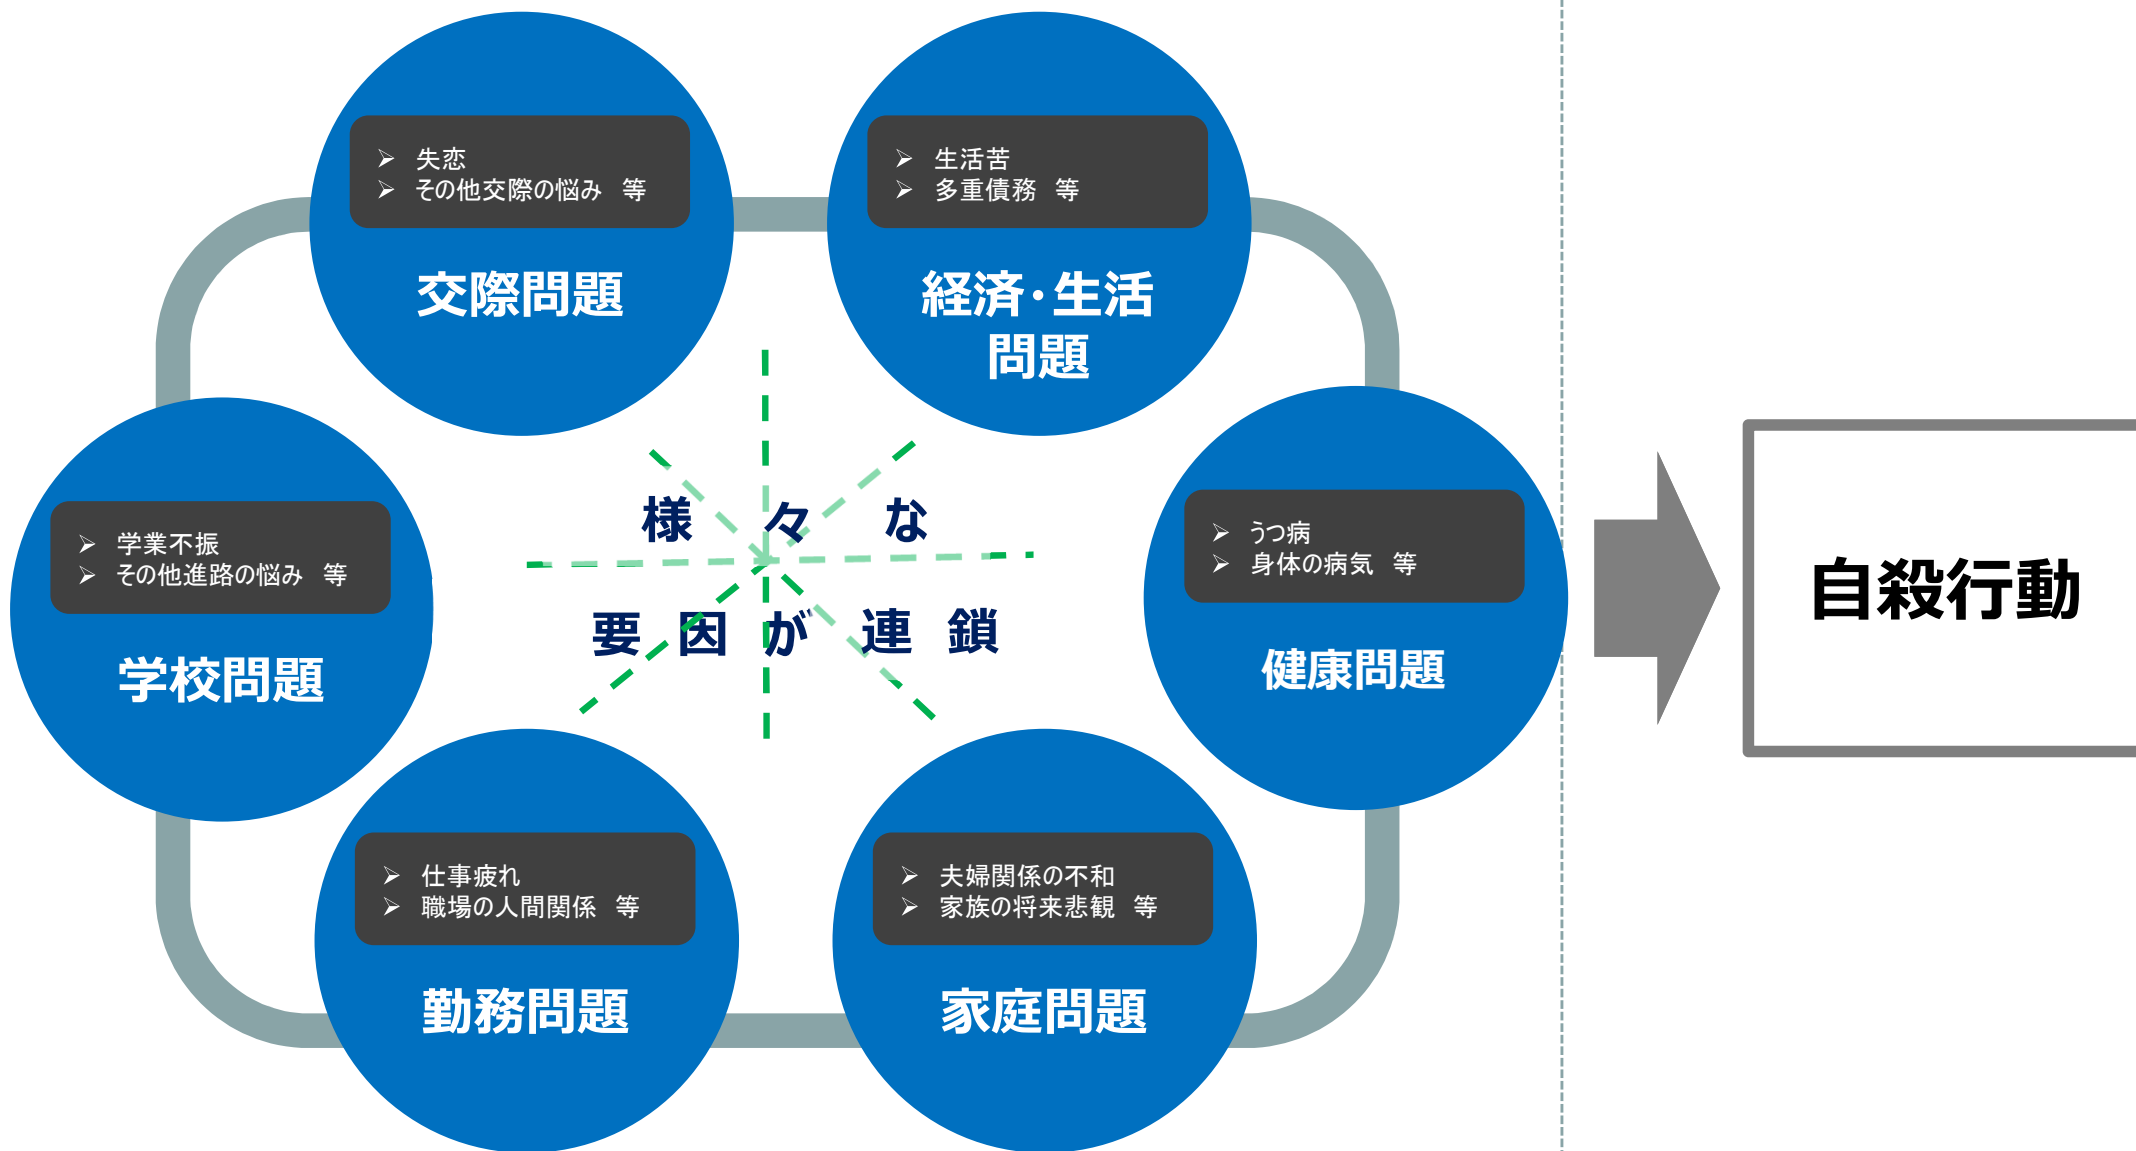 ➢ 失恋
➢ その他交際の悩み 等
交際問題
➢ 生活苦
➢ 多重債務 等
経済・生活
問題
➢ 学業不振
➢ その他進路の悩み 等
学校問題
様々な
要因が連鎖
➢ うつ病
➢ 身体の病気 等
健康問題
➢ 仕事疲れ
➢ 職場の人間関係 等
勤務問題
➢ 夫婦関係の不和
➢ 家族の将来悲観 等
家庭問題
自殺行動